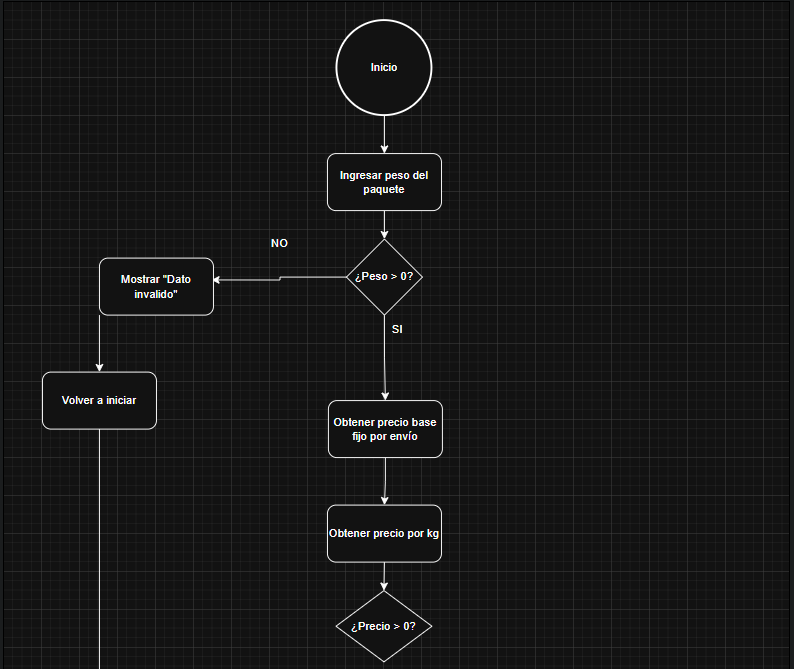 Inicio
Ingresar peso del
paquete
NO
¿Peso > 0?
Mostrar "Dato
invalido"
SI
Volver a iniciar
Obtener precio base
fijo por envío
Obtener precio por kg
¿Precio > 0?